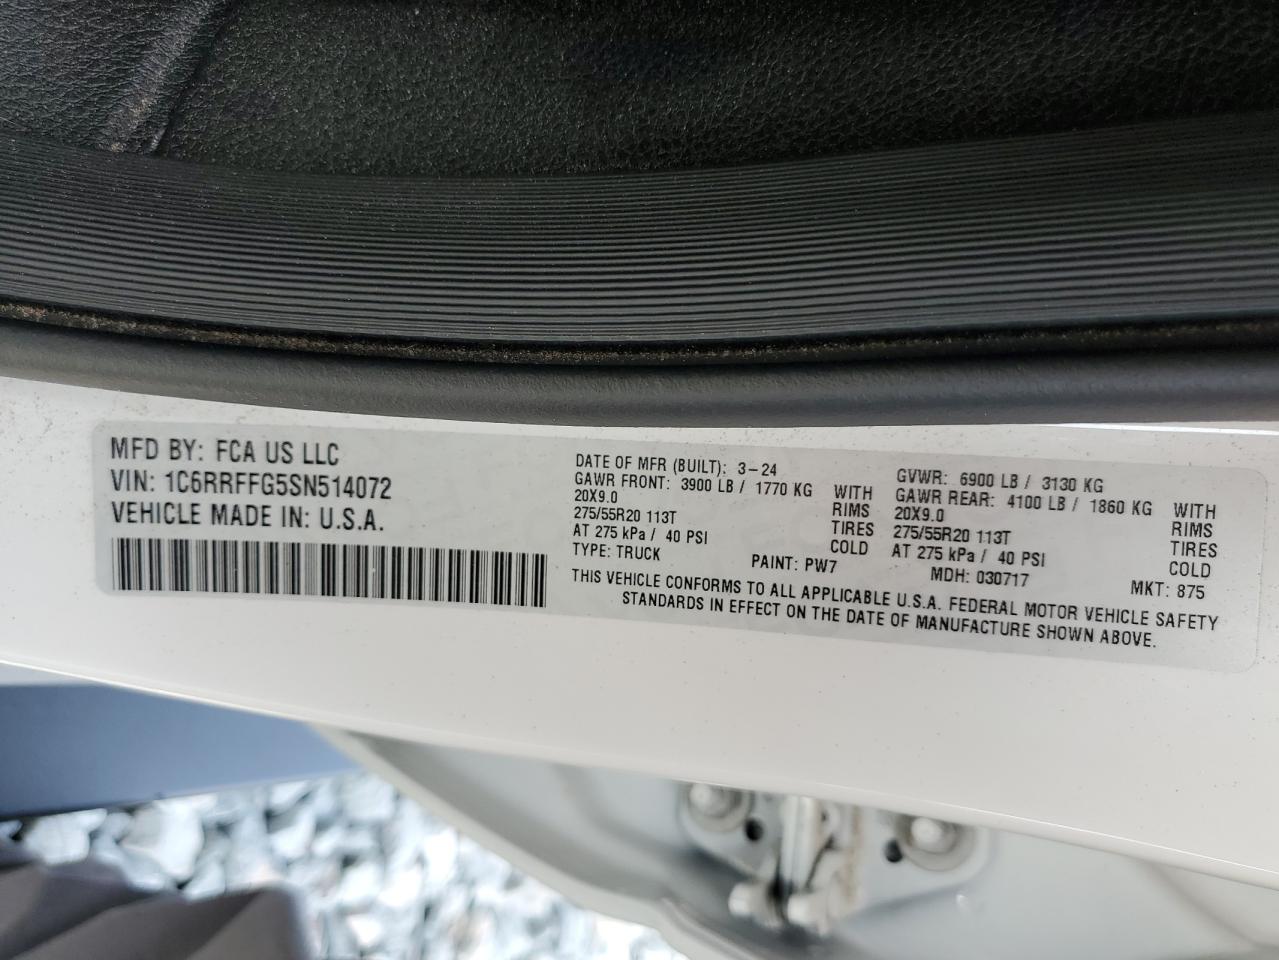 MFD BY: FCA US LLC
VIN: 1C6RRFFG5SN514072
VEHICLE MADE IN: U.S.A.
DATE OF MFR (BUILT): 3-24
GAWR FRONT: 3900 LB / 1770 KG WITH
20X9.0 RIMS
275/55R20 113T TIRES
AT 275 kPa / 40 PSI COLD
TYPE: TRUCK PAINT: PW7
GVWR: 6900 LB / 3130 KG
GAWR REAR: 4100 LB / 1860 KG WITH
20X9.0 RIMS
275/55R20 113T TIRES
AT 275 kPa / 40 PSI COLD
MDH: 030717 MKT: 875
THIS VEHICLE CONFORMS TO ALL APPLICABLE U.S.A. FEDERAL MOTOR VEHICLE SAFETY
STANDARDS IN EFFECT ON THE DATE OF MANUFACTURE SHOWN ABOVE.